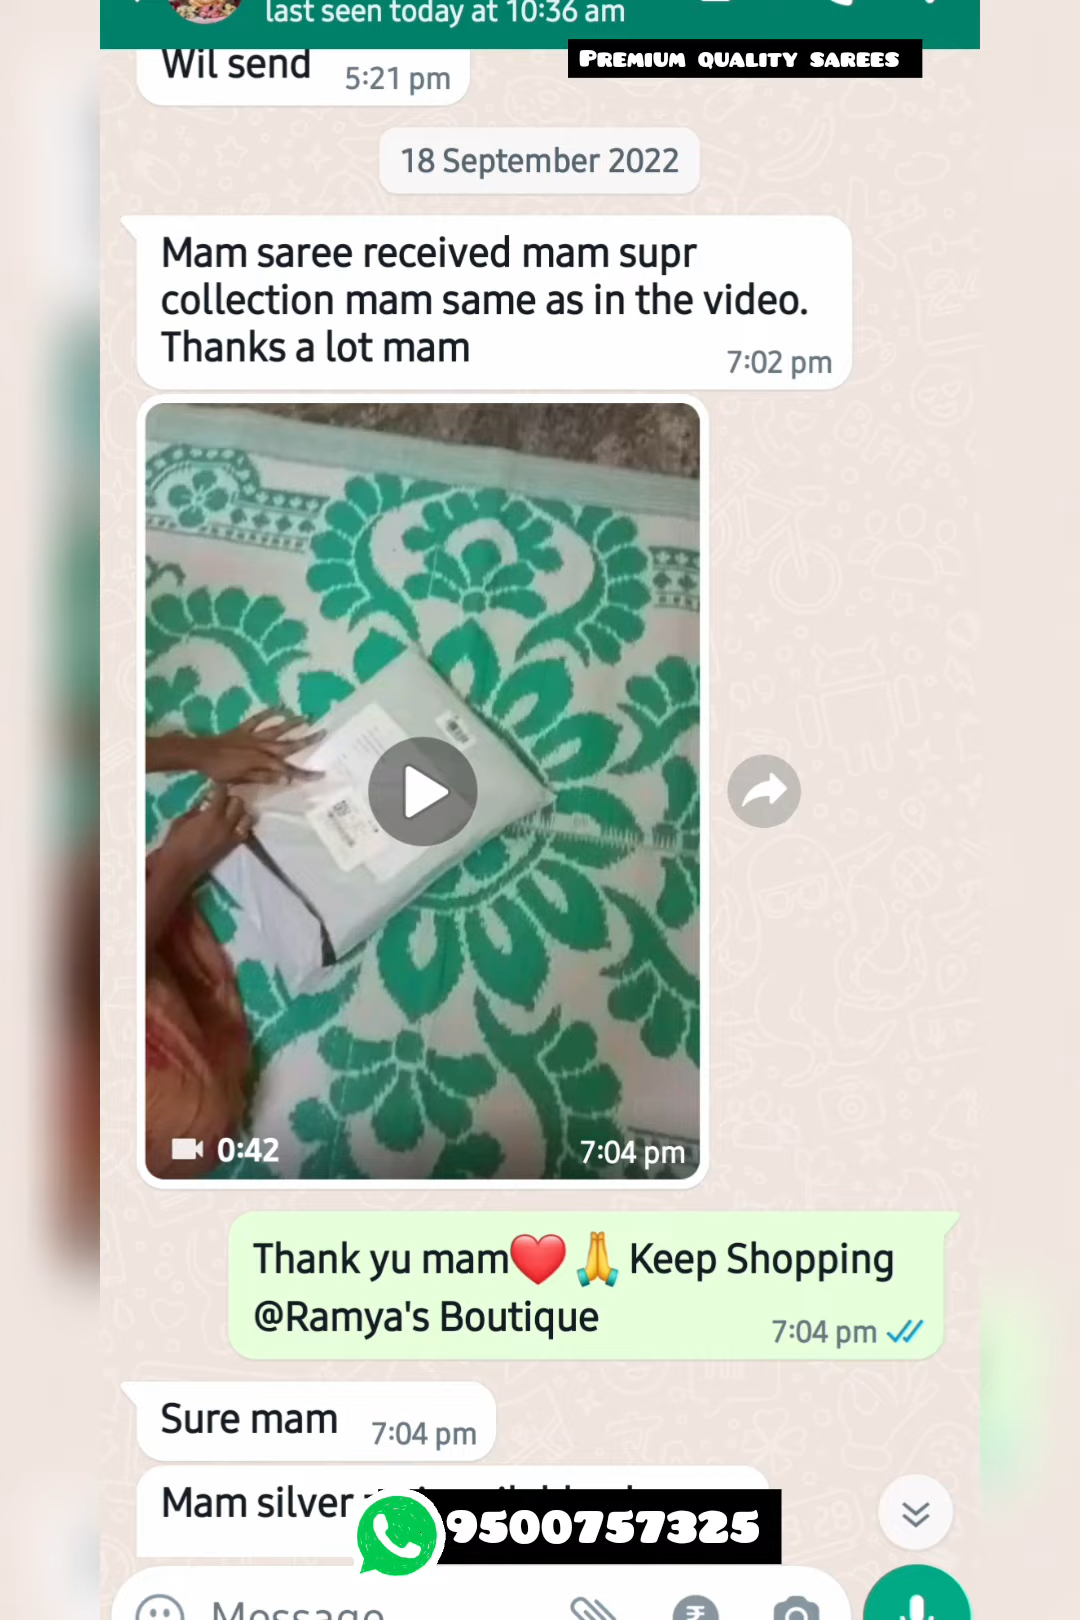 last seen today at 10:36 am
PREMIUM QUALITY SAREES
Wil send 5:21 pm
18 September 2022
Mam saree received mam supr
collection mam same as in the video.
Thanks a lot mam 7:02 pm
0:42 7:04 pm
Thank yu mam❤️🙏 Keep Shopping
@Ramya's Boutique 7:04 pm
Sure mam 7:04 pm
Mam silver
9500757325
Message